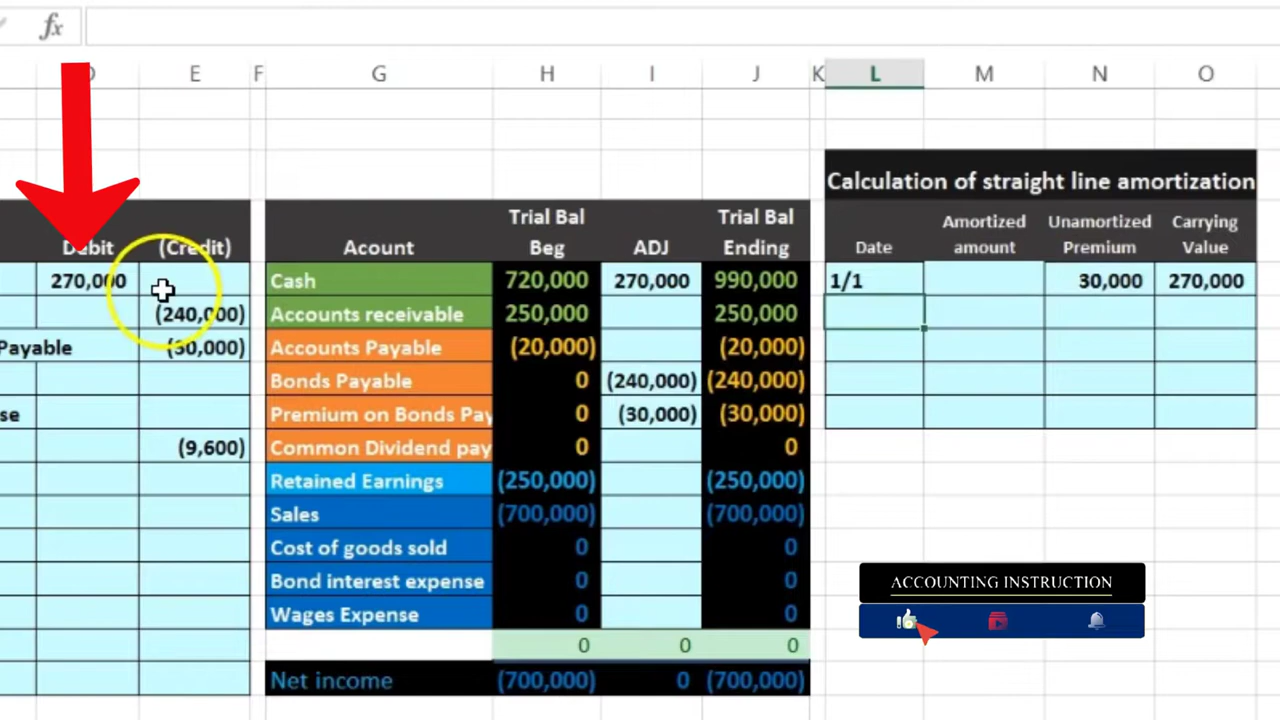 fx
D E F G H I J K L M N O
Calculation of straight line amortization
Debit (Credit)
Acount
Trial Bal Beg
ADJ
Trial Bal Ending
Date
Amortized amount
Unamortized Premium
Carrying Value
270,000
Cash 720,000 270,000 990,000
1/1 30,000 270,000
(240,000)
Accounts receivable 250,000 250,000
Payable (30,000)
Accounts Payable (20,000) (20,000)
Bonds Payable 0 (240,000) (240,000)
se
Premium on Bonds Pay 0 (30,000) (30,000)
(9,600)
Common Dividend pay 0 0
Retained Earnings (250,000) (250,000)
Sales (700,000) (700,000)
Cost of goods sold 0 0
Bond interest expense 0 0
Wages Expense 0 0
0 0 0
Net income (700,000) 0 (700,000)
ACCOUNTING INSTRUCTION